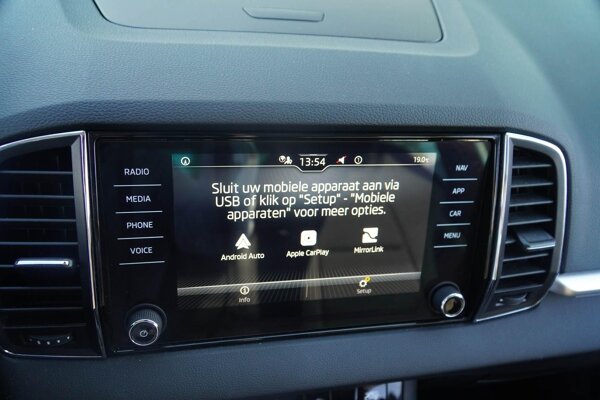 13:54
19.0°c
RADIO
MEDIA
PHONE
VOICE
Sluit uw mobiele apparaat aan via
USB of klik op "Setup" - "Mobiele
apparaten" voor meer opties.
Android Auto
Apple CarPlay
MirrorLink
Info
Setup
NAV
APP
CAR
MENU